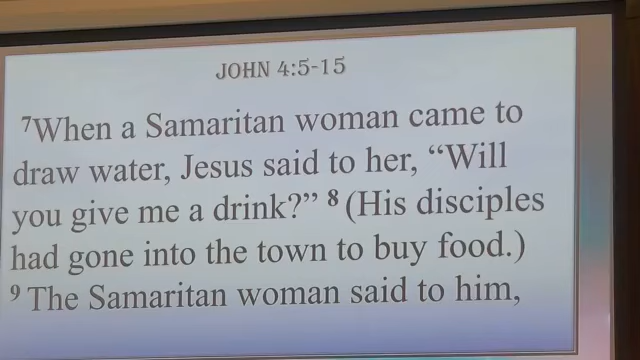 JOHN 4:5-15
⁷When a Samaritan woman came to
draw water, Jesus said to her, “Will
you give me a drink?” ⁸ (His disciples
had gone into the town to buy food.)
⁹ The Samaritan woman said to him,